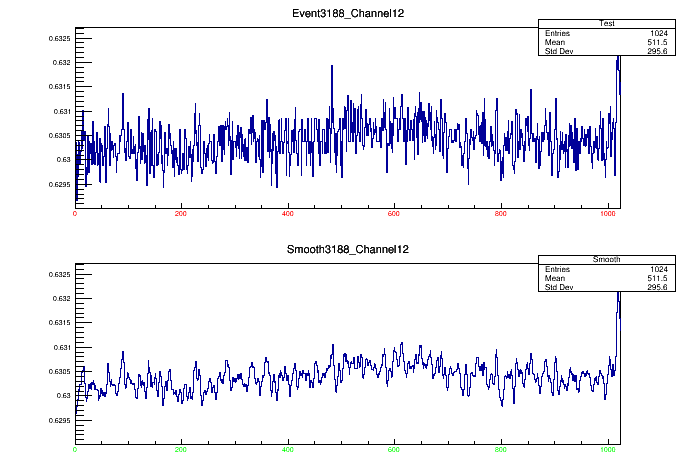 Event3188_Channel12
Test
Entries 1024
Mean 511.5
Std Dev 295.6
0.6325
0.632
0.6315
0.631
0.6305
0.63
0.6295
0 200 400 600 800 1000
Smooth3188_Channel12
Smooth
Entries 1024
Mean 511.5
Std Dev 295.6
0.6325
0.632
0.6315
0.631
0.6305
0.63
0.6295
0 200 400 600 800 1000